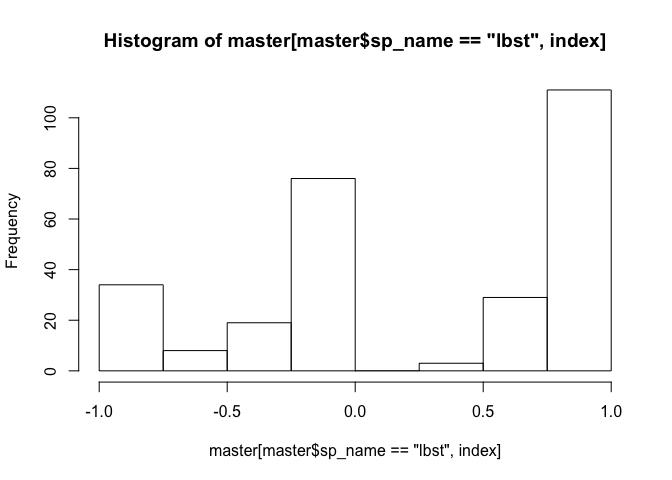 Histogram of master[master$sp_name == "lbst", index]
Frequency
100
80
60
40
20
0
-1.0 -0.5 0.0 0.5 1.0
master[master$sp_name == "lbst", index]